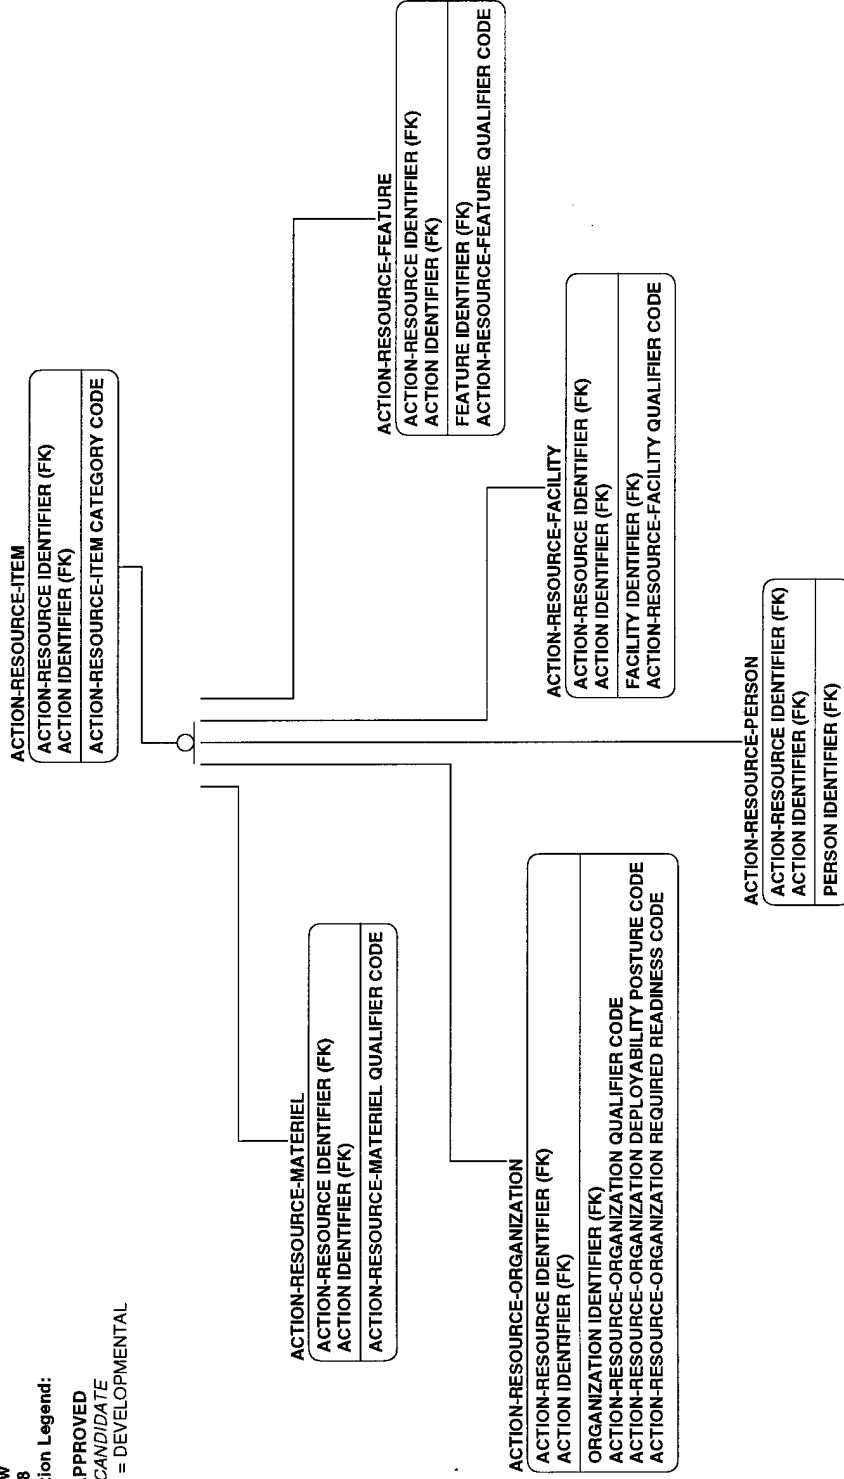 w
8
tion Legend:
APPROVED
CANDIDATE
= DEVELOPMENTAL
ACTION-RESOURCE-ITEM
ACTION-RESOURCE IDENTIFIER (FK)
ACTION IDENTIFIER (FK)
ACTION-RESOURCE-ITEM CATEGORY CODE
ACTION-RESOURCE-MATERIEL
ACTION-RESOURCE IDENTIFIER (FK)
ACTION IDENTIFIER (FK)
ACTION-RESOURCE-MATERIEL QUALIFIER CODE
ACTION-RESOURCE-FEATURE
ACTION-RESOURCE IDENTIFIER (FK)
ACTION IDENTIFIER (FK)
FEATURE IDENTIFIER (FK)
ACTION-RESOURCE-FEATURE QUALIFIER CODE
ACTION-RESOURCE-ORGANIZATION
ACTION-RESOURCE IDENTIFIER (FK)
ACTION IDENTIFIER (FK)
ORGANIZATION IDENTIFIER (FK)
ACTION-RESOURCE-ORGANIZATION QUALIFIER CODE
ACTION-RESOURCE-ORGANIZATION DEPLOYABILITY POSTURE CODE
ACTION-RESOURCE-ORGANIZATION REQUIRED READINESS CODE
ACTION-RESOURCE-FACILITY
ACTION-RESOURCE IDENTIFIER (FK)
ACTION IDENTIFIER (FK)
FACILITY IDENTIFIER (FK)
ACTION-RESOURCE-FACILITY QUALIFIER CODE
ACTION-RESOURCE-PERSON
ACTION-RESOURCE IDENTIFIER (FK)
ACTION IDENTIFIER (FK)
PERSON IDENTIFIER (FK)